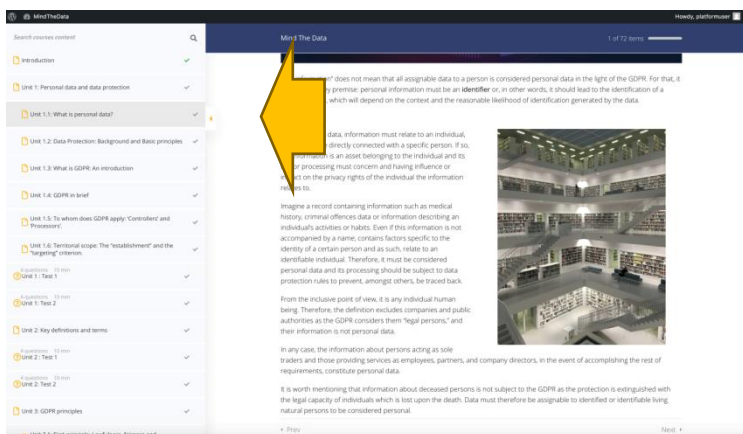 MindTheData
Howdy, platformuser
Search courses content
Mind The Data
1 of 72 items
Introduction
Unit 1: Personal data and data protection
Unit 1.1: What is personal data?
Unit 1.2: Data Protection: Background and Basic principles
Unit 1.3: What is GDPR: An introduction
Unit 1.4: GDPR in brief
Unit 1.5: To whom does GDPR apply: 'Controllers' and
'Processors'.
Unit 1.6: Territorial scope: The "establishment" and the
"targeting" criterion.
4 questions 10 min
Unit 1 : Test 1
4 questions 10 min
Unit 1: Test 2
Unit 2: Key definitions and terms
4 questions 10 min
Unit 2 : Test 1
4 questions 10 min
Unit 2: Test 2
Unit 3: GDPR principles
does not mean that all assignable data to a person is considered personal data in the light of the GDPR. For that, it
key premise: personal information must be an identifier or, in other words, it should lead to the identification of a
, which will depend on the context and the reasonable likelihood of identification generated by the data.
data, information must relate to an individual,
directly connected with a specific person. If so,
information is an asset belonging to the individual and its
or processing must concern and having influence or
impact on the privacy rights of the individual the information
relates to.
Imagine a record containing information such as medical
history, criminal offences data or information describing an
individual's activities or habits. Even if this information is not
accompanied by a name, contains factors specific to the
identity of a certain person and as such, relate to an
identifiable individual. Therefore, it must be considered
personal data and its processing should be subject to data
protection rules to prevent, amongst others, be traced back.
From the inclusive point of view, it is any individual human
being. Therefore, the definition excludes companies and public
authorities as the GDPR considers them "legal persons," and
their information is not personal data.
In any case, the information about persons acting as sole
traders and those providing services as employees, partners, and company directors, in the event of accomplishing the rest of
requirements, constitute personal data.
It is worth mentioning that information about deceased persons is not subject to the GDPR as the protection is extinguished with
the legal capacity of individuals which is lost upon the death. Data must therefore be assignable to identified or identifiable living
natural persons to be considered personal.
Prev
Next